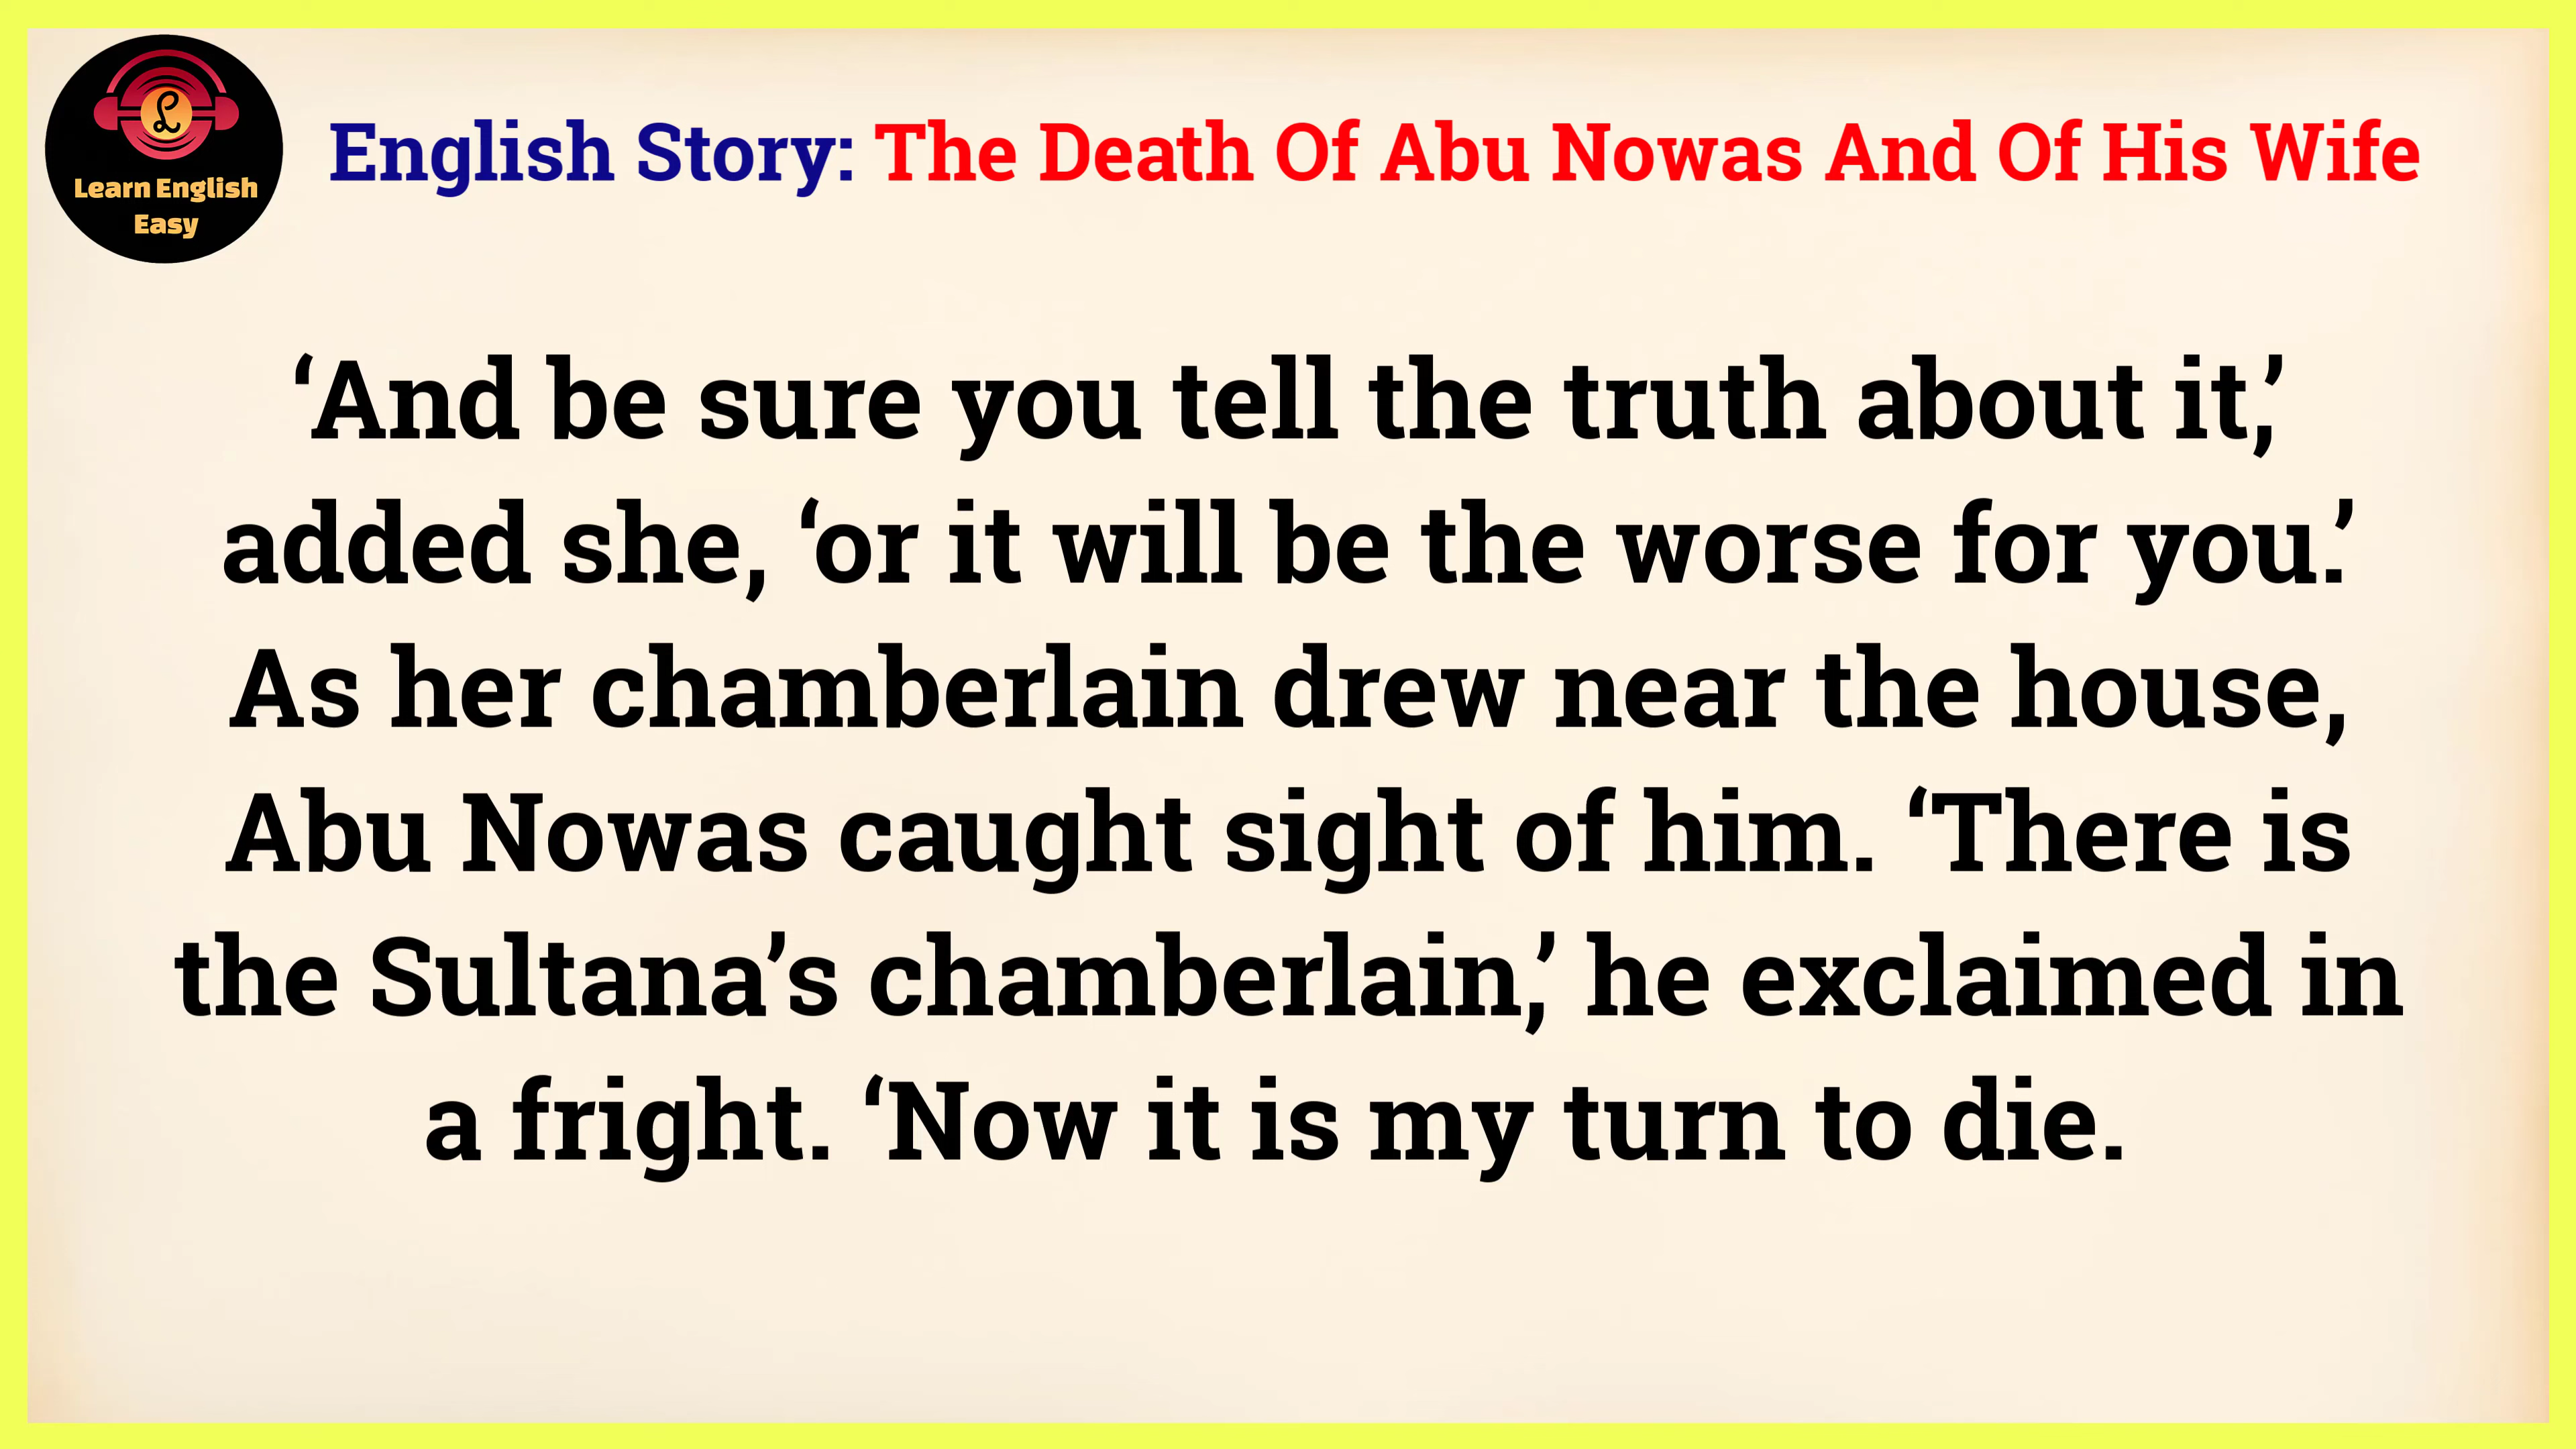 Learn English
Easy
English Story: The Death Of Abu Nowas And Of His Wife
‘And be sure you tell the truth about it,’
added she, ‘or it will be the worse for you.’
As her chamberlain drew near the house,
Abu Nowas caught sight of him. ‘There is
the Sultana’s chamberlain,’ he exclaimed in
a fright. ‘Now it is my turn to die.